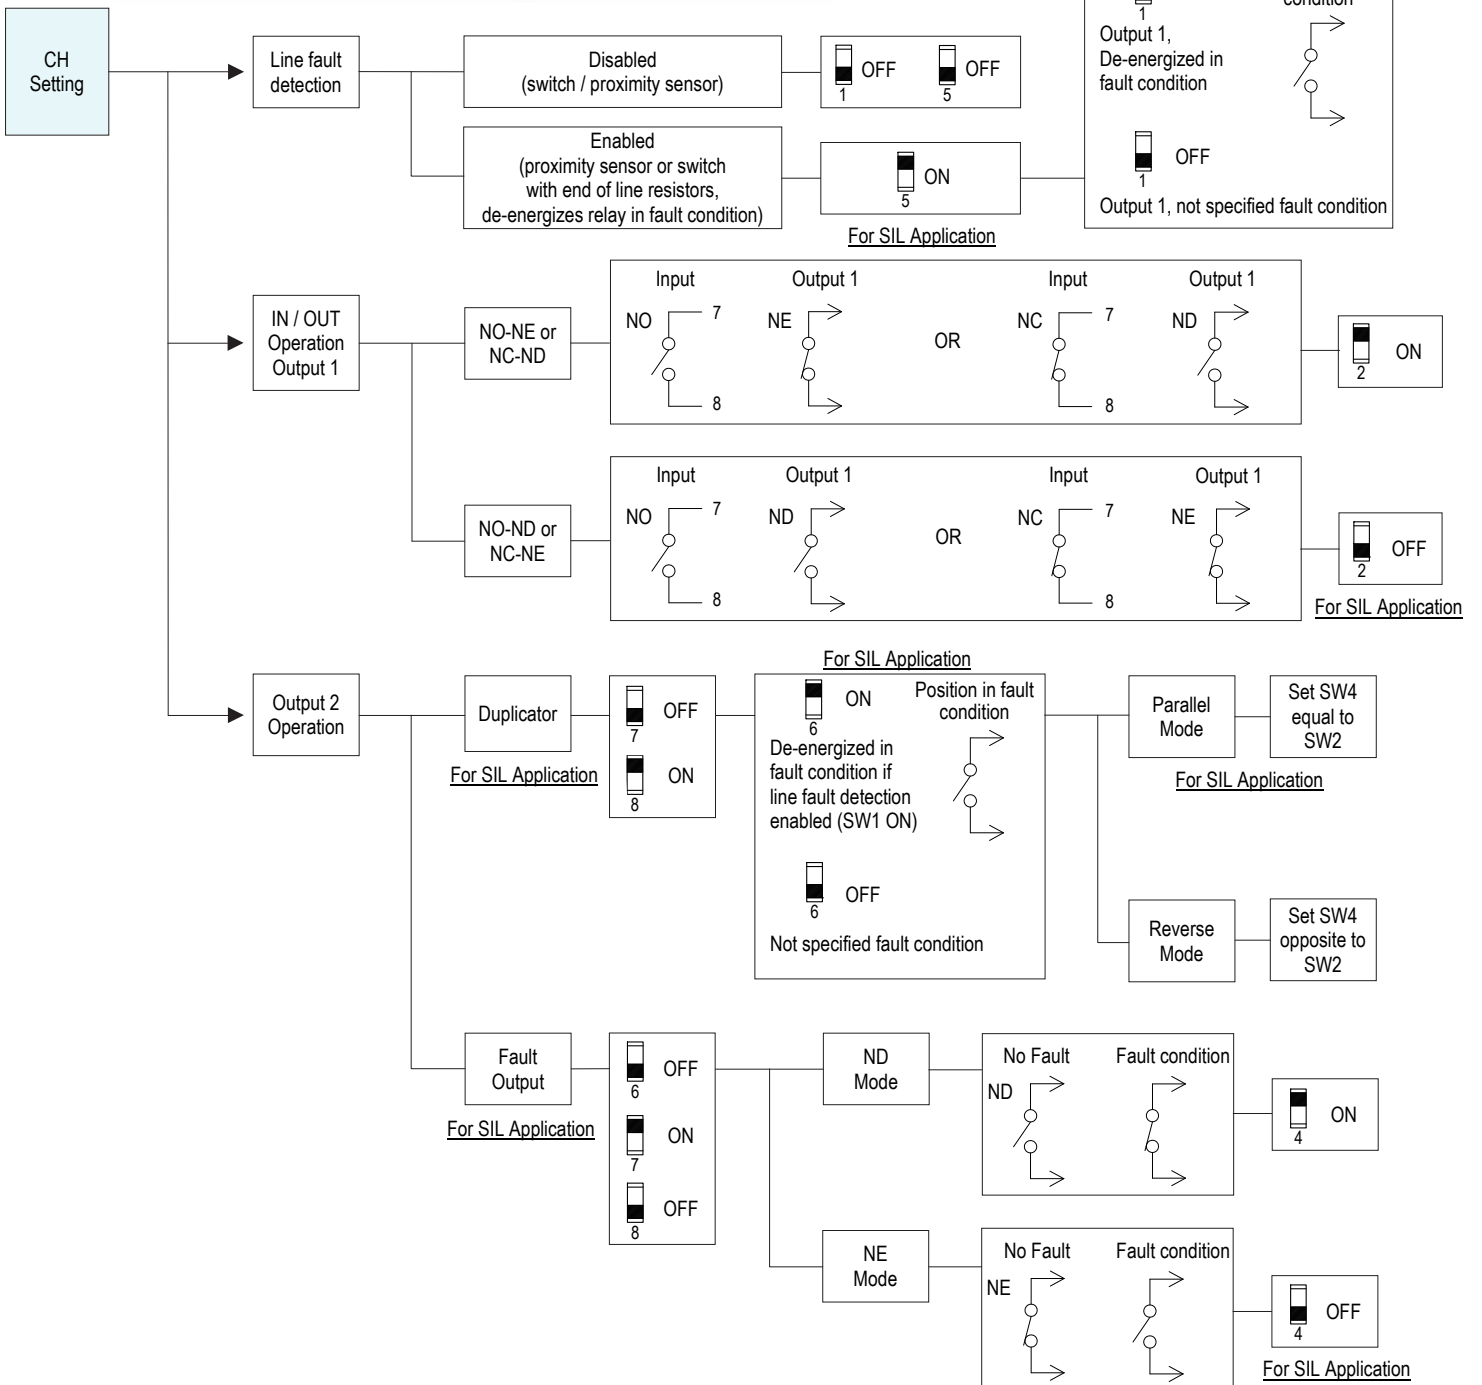 condition
1
Output 1,
De-energized in
fault condition
OFF
1
Output 1, not specified fault condition
CH
Setting
Line fault
detection
Disabled
(switch / proximity sensor)
OFF
1
OFF
5
Enabled
(proximity sensor or switch
with end of line resistors,
de-energizes relay in fault condition)
ON
5
For SIL Application
IN / OUT
Operation
Output 1
NO-NE or
NC-ND
Input
Output 1
NO
7
8
NE
OR
Input
Output 1
NC
7
8
ND
ON
2
NO-ND or
NC-NE
Input
Output 1
NO
7
8
ND
OR
Input
Output 1
NC
7
8
NE
OFF
2
For SIL Application
Output 2
Operation
Duplicator
For SIL Application
OFF
7
ON
8
For SIL Application
ON
6
Position in fault
condition
De-energized in
fault condition if
line fault detection
enabled (SW1 ON)
OFF
6
Not specified fault condition
Parallel
Mode
Set SW4
equal to
SW2
For SIL Application
Reverse
Mode
Set SW4
opposite to
SW2
Fault
Output
For SIL Application
OFF
6
ON
7
OFF
8
ND
Mode
No Fault
Fault condition
ND
ON
4
NE
Mode
No Fault
Fault condition
NE
OFF
4
For SIL Application